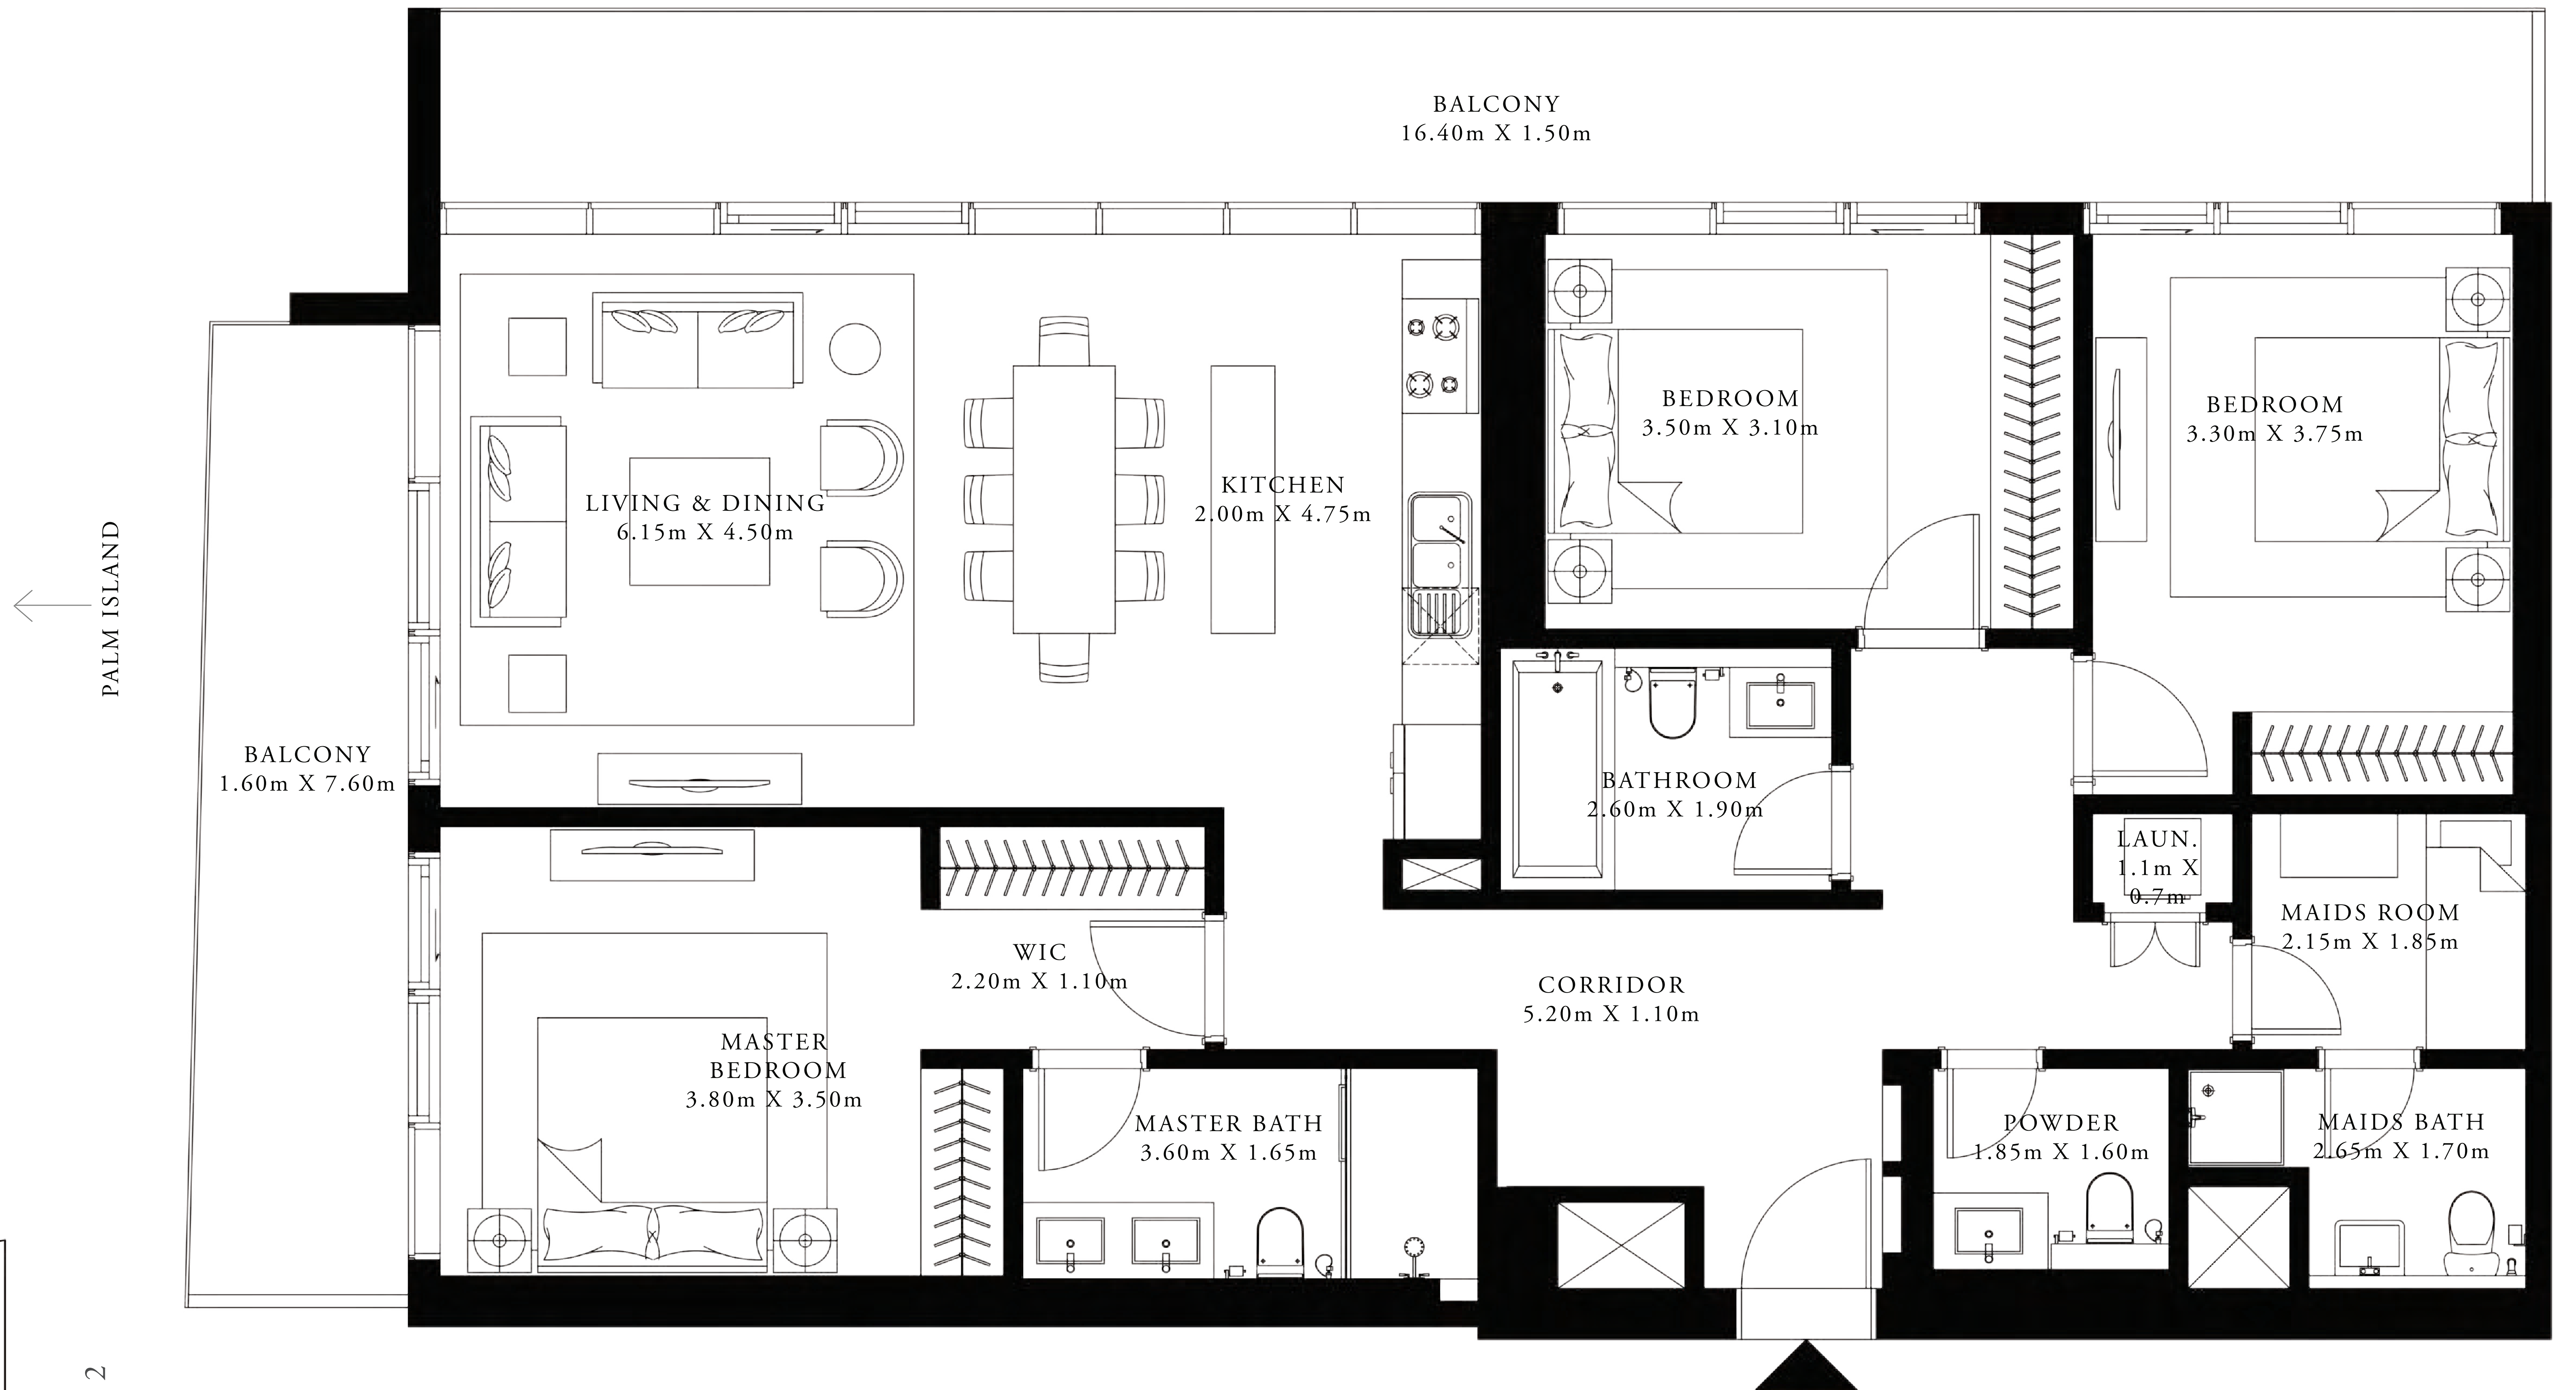 BALCONY
16.40m X 1.50m
BEDROOM
3.50m X 3.10m
BEDROOM
3.30m X 3.75m
LIVING & DINING
6.15m X 4.50m
KITCHEN
2.00m X 4.75m
PALM ISLAND
BALCONY
1.60m X 7.60m
BATHROOM
2.60m X 1.90m
LAUN.
1.1m X
0.7m
MAIDS ROOM
2.15m X 1.85m
WIC
2.20m X 1.10m
CORRIDOR
5.20m X 1.10m
MASTER
BEDROOM
3.80m X 3.50m
MASTER BATH
3.60m X 1.65m
POWDER
1.85m X 1.60m
MAIDS BATH
2.65m X 1.70m
2